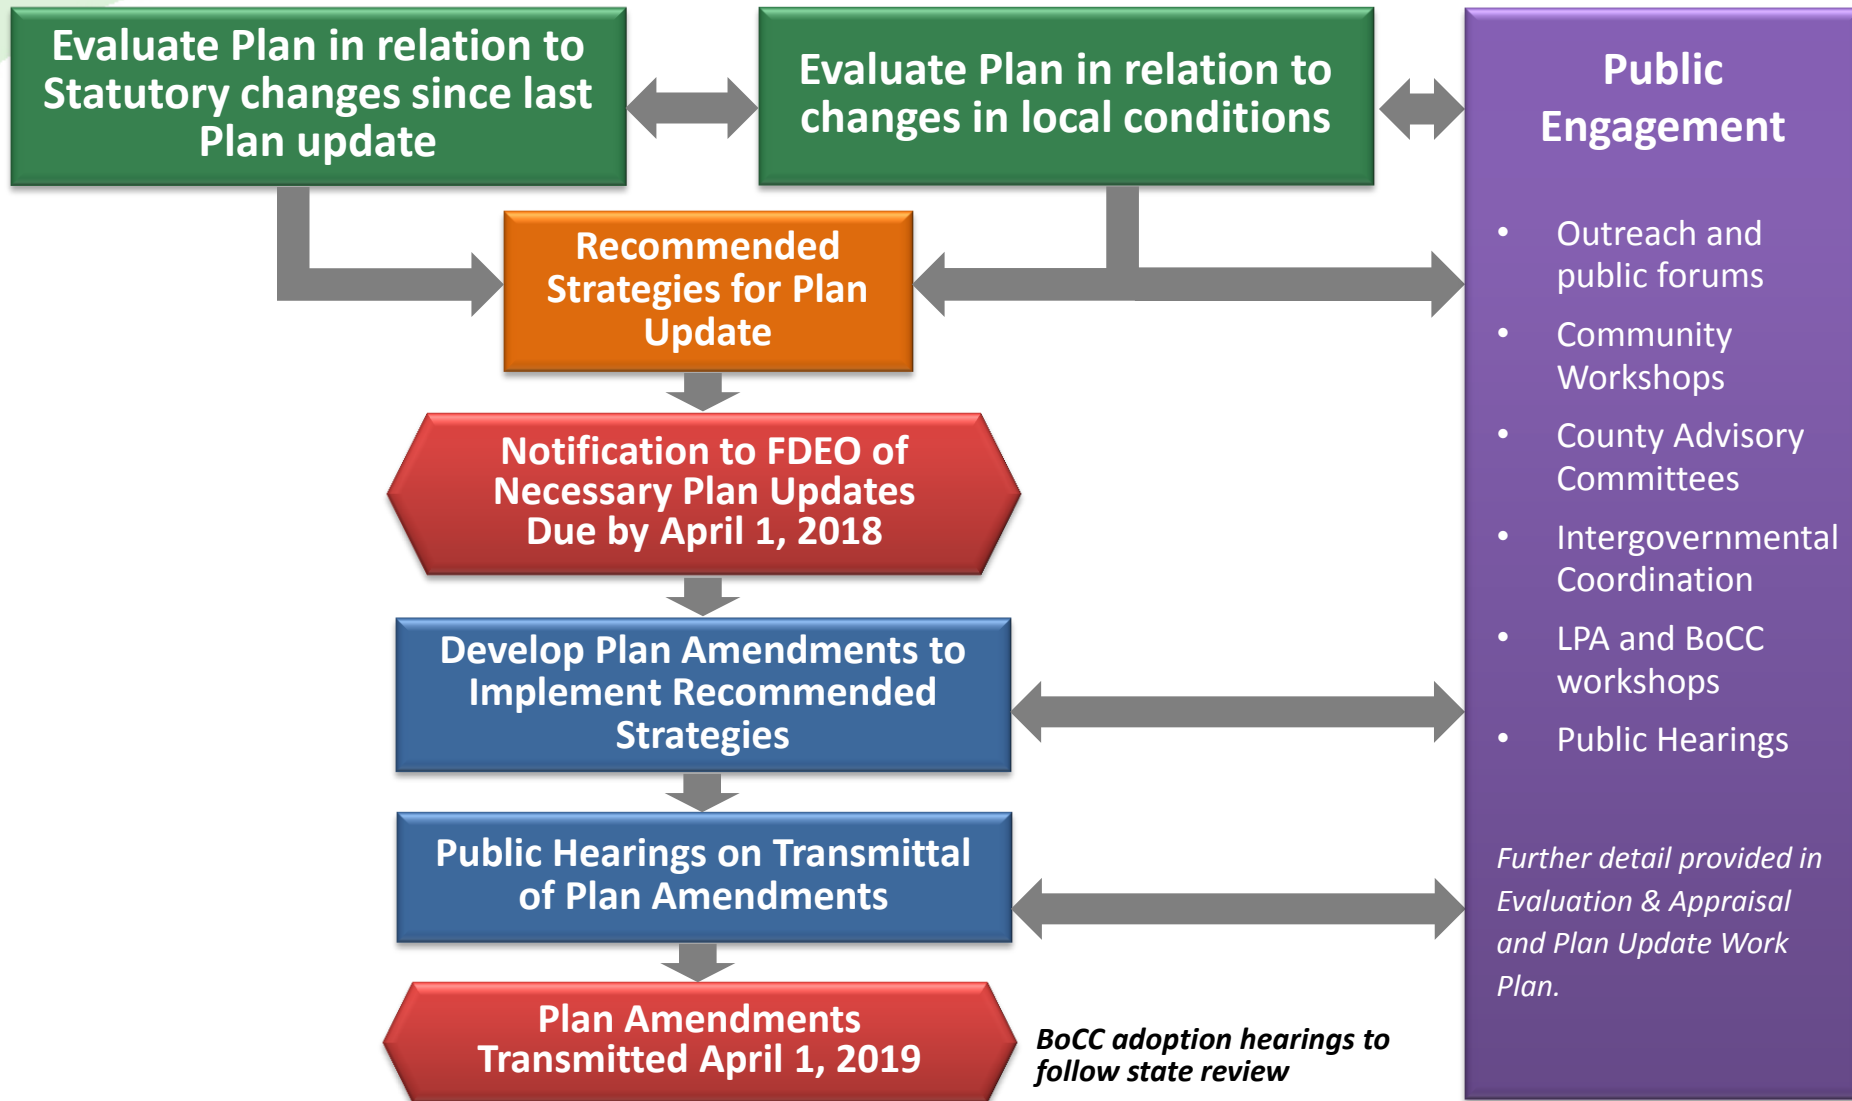 Evaluate Plan in relation to
Statutory changes since last
Plan update
Evaluate Plan in relation to
changes in local conditions
Recommended
Strategies for Plan
Update
Notification to FDEO of
Necessary Plan Updates
Due by April 1, 2018
Develop Plan Amendments to
Implement Recommended
Strategies
Public Hearings on Transmittal
of Plan Amendments
Plan Amendments
Transmitted April 1, 2019
BoCC adoption hearings to
follow state review
Public
Engagement
• Outreach and
public forums
• Community
Workshops
• County Advisory
Committees
• Intergovernmental
Coordination
• LPA and BoCC
workshops
• Public Hearings
Further detail provided in
Evaluation & Appraisal
and Plan Update Work
Plan.